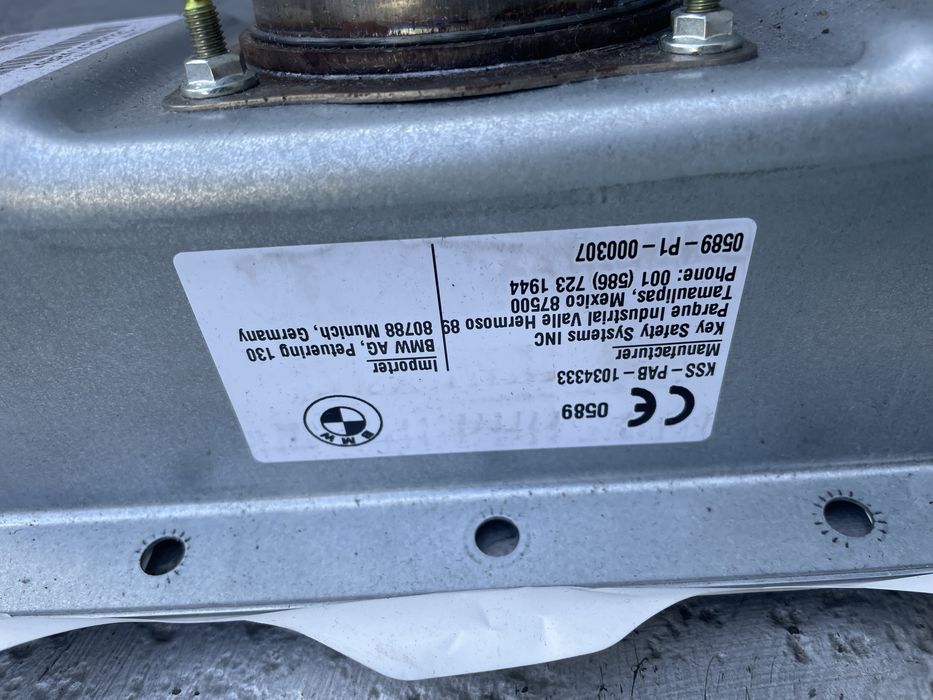 CE 0589
KSS-PAB-1034333
Manufacturer
Key Safety Systems INC
Parque Industrial Valle Hermoso 89
Tamaulipas, Mexico 87500
Phone: 001 (586) 723 1944
0589-P1-000307
BMW
Importer
BMW AG, Petuering 130
80788 Munich, Germany